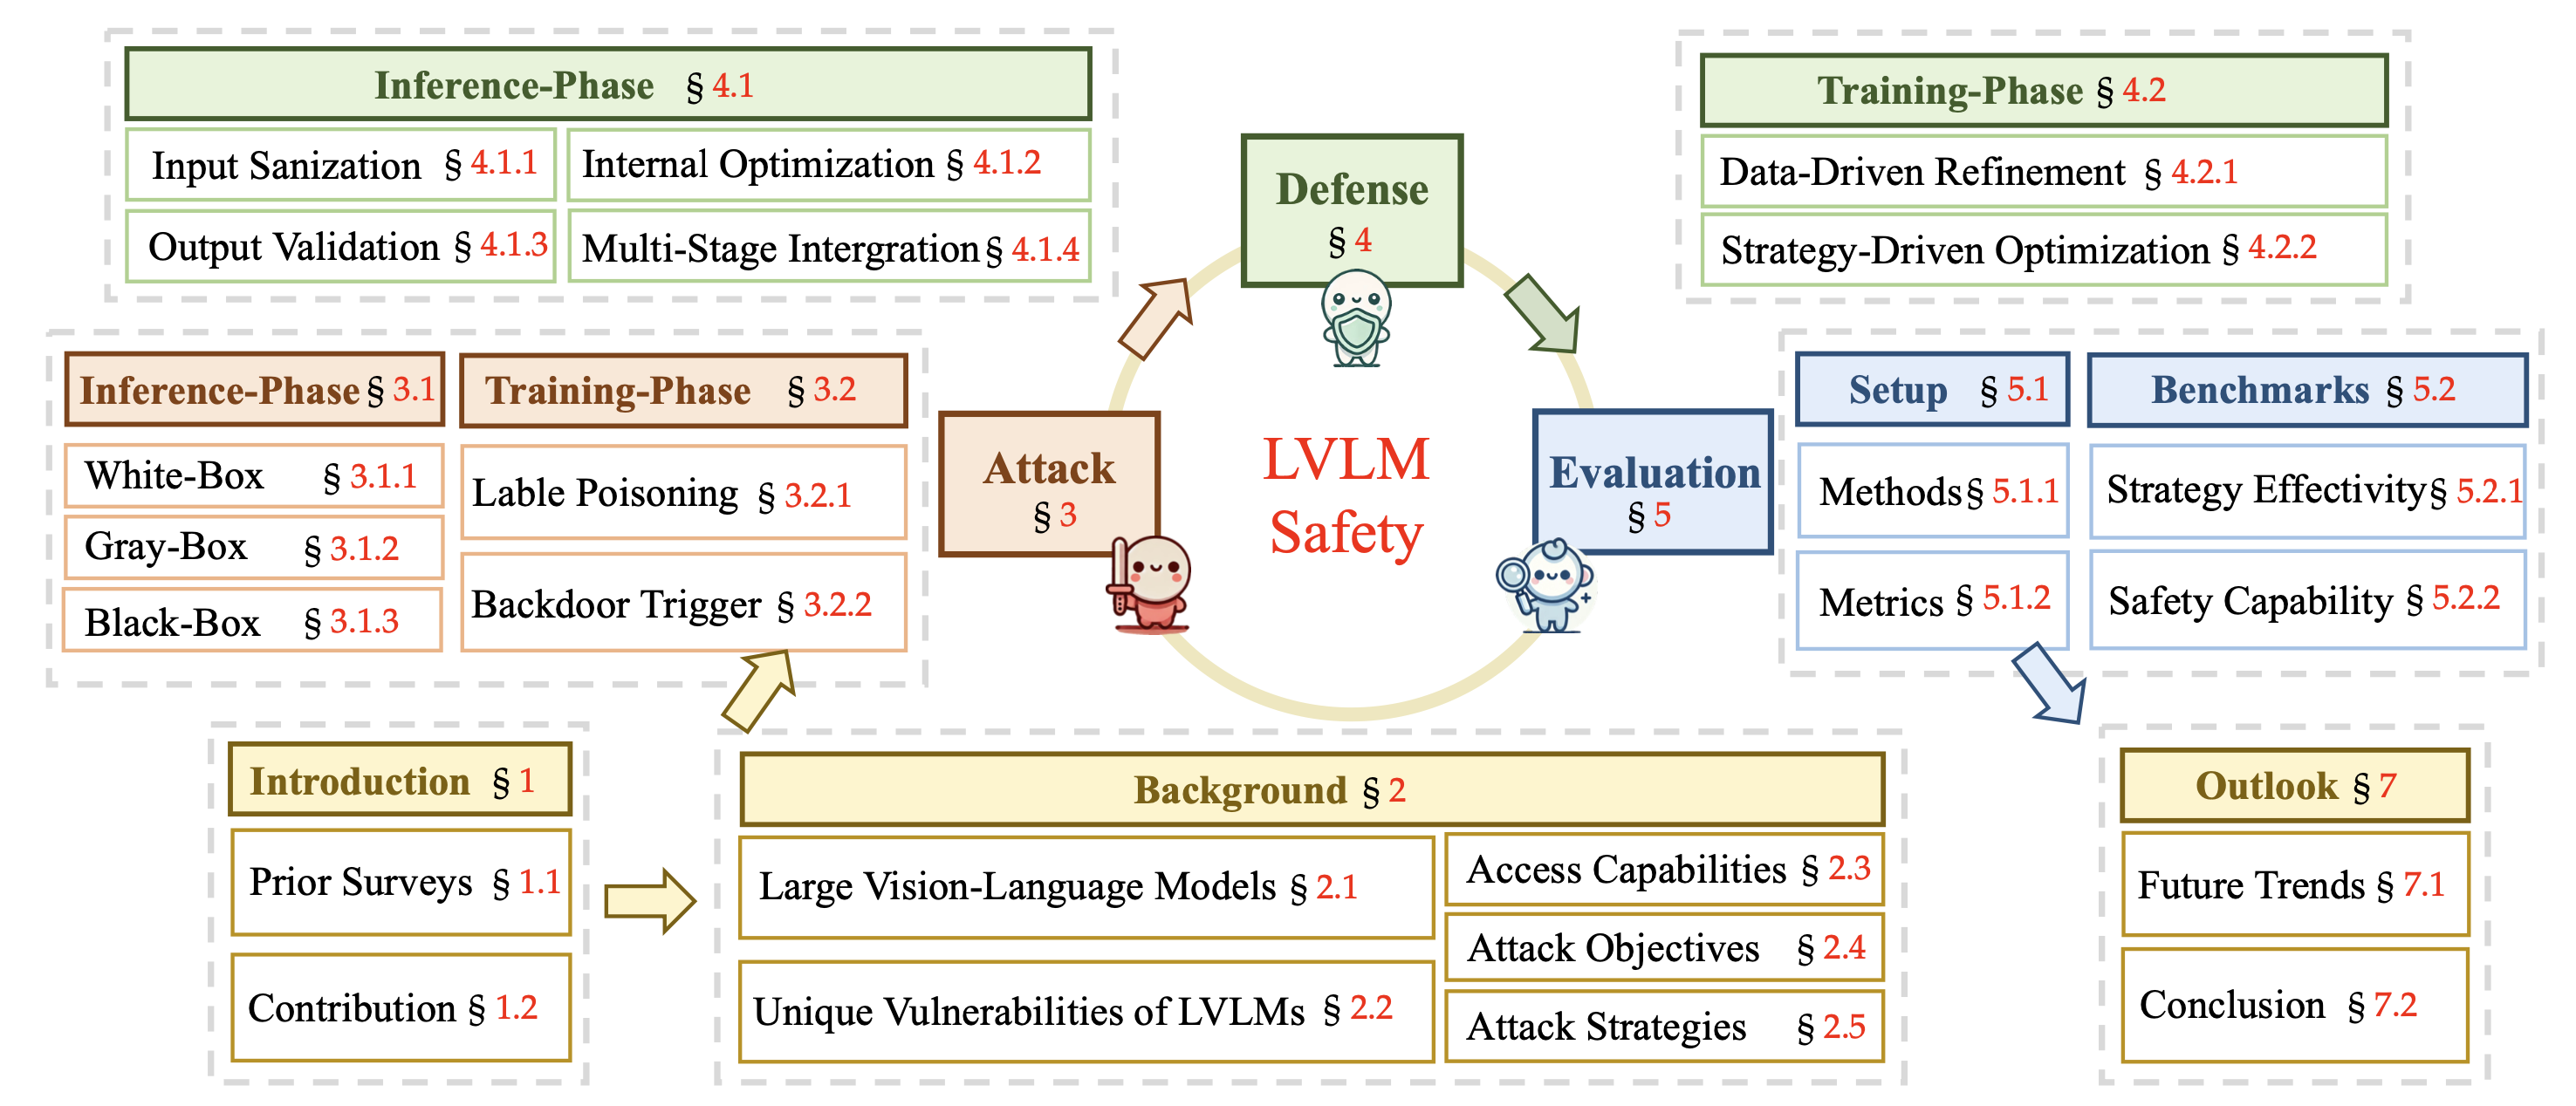 Inference-Phase § 4.1
Input Sanization § 4.1.1
Internal Optimization § 4.1.2
Output Validation § 4.1.3
Multi-Stage Intergration § 4.1.4
Training-Phase § 4.2
Data-Driven Refinement § 4.2.1
Strategy-Driven Optimization § 4.2.2
Defense
§ 4
Inference-Phase § 3.1
White-Box § 3.1.1
Gray-Box § 3.1.2
Black-Box § 3.1.3
Training-Phase § 3.2
Lable Poisoning § 3.2.1
Backdoor Trigger § 3.2.2
Attack
§ 3
LVLM
Safety
Evaluation
§ 5
Setup § 5.1
Methods § 5.1.1
Metrics § 5.1.2
Benchmarks § 5.2
Strategy Effectivity § 5.2.1
Safety Capability § 5.2.2
Introduction § 1
Prior Surveys § 1.1
Contribution § 1.2
Background § 2
Large Vision-Language Models § 2.1
Unique Vulnerabilities of LVLMs § 2.2
Access Capabilities § 2.3
Attack Objectives § 2.4
Attack Strategies § 2.5
Outlook § 7
Future Trends § 7.1
Conclusion § 7.2